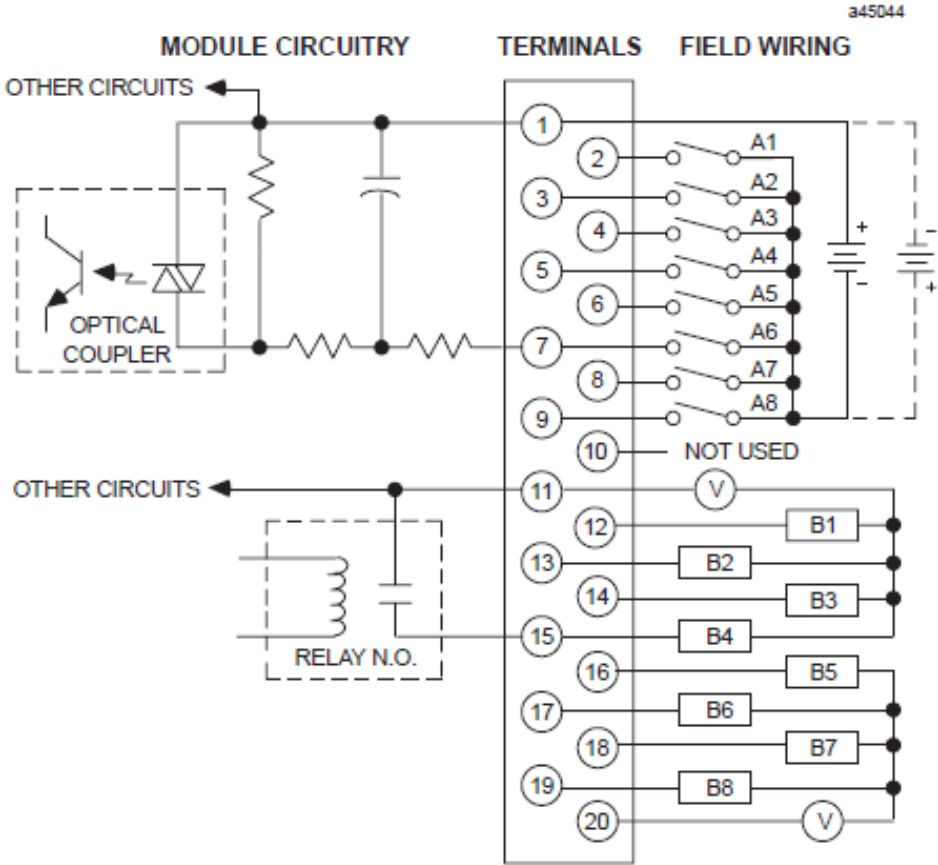 a45044
MODULE CIRCUITRY TERMINALS FIELD WIRING
OTHER CIRCUITS
1
2 A1
3 A2
4 A3
+ -
5 A4
- +
6 A5
OPTICAL
COUPLER
7 A6
8 A7
9 A8
10 NOT USED
OTHER CIRCUITS 11 V
12 B1
13 B2
14 B3
15 B4
RELAY N.O.
16 B5
17 B6
18 B7
19 B8
20 V